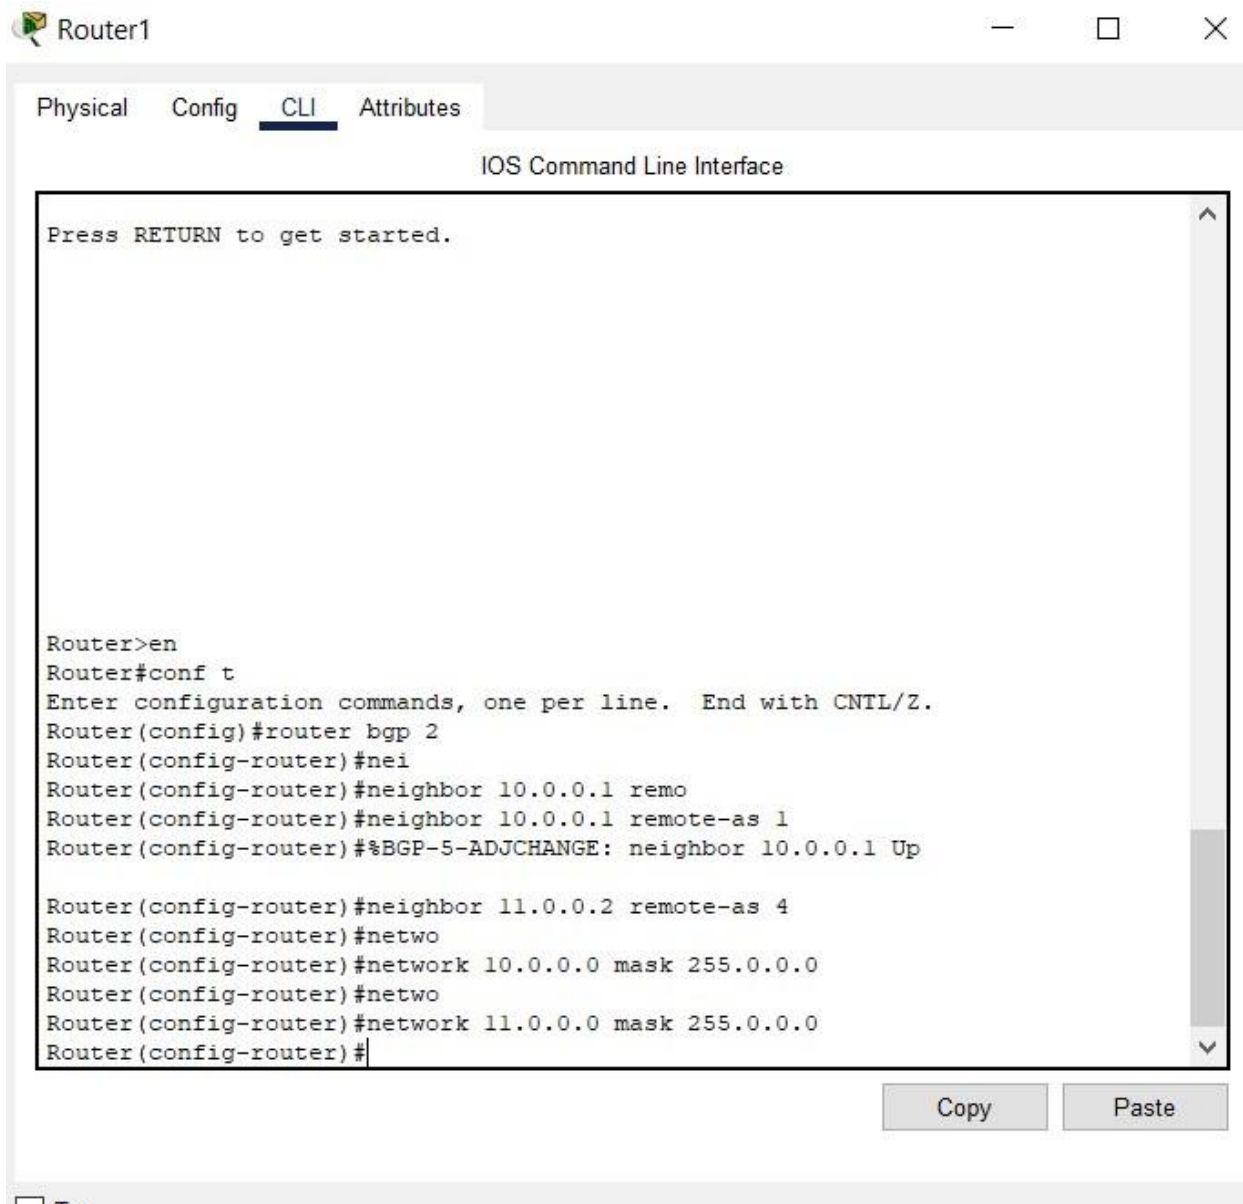 Router1
Physical Config CLI Attributes
IOS Command Line Interface
Press RETURN to get started.
Router>en
Router#conf t
Enter configuration commands, one per line.  End with CNTL/Z.
Router(config)#router bgp 2
Router(config-router)#nei
Router(config-router)#neighbor 10.0.0.1 remo
Router(config-router)#neighbor 10.0.0.1 remote-as 1
Router(config-router)#%BGP-5-ADJCHANGE: neighbor 10.0.0.1 Up
Router(config-router)#neighbor 11.0.0.2 remote-as 4
Router(config-router)#netwo
Router(config-router)#network 10.0.0.0 mask 255.0.0.0
Router(config-router)#netwo
Router(config-router)#network 11.0.0.0 mask 255.0.0.0
Router(config-router)#
Copy Paste